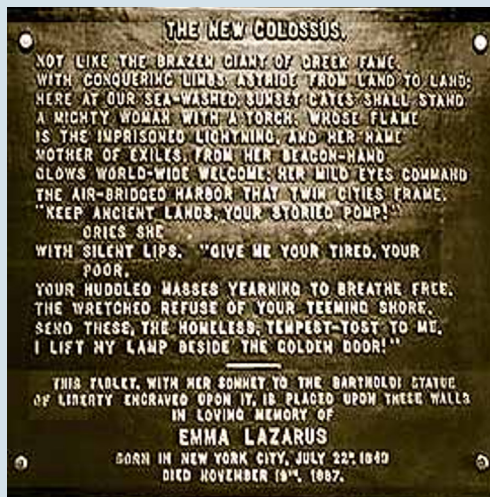 THE NEW COLOSSUS.
NOT LIKE THE BRAZEN GIANT OF GREEK FAME,
WITH CONQUERING LIMBS ASTRIDE FROM LAND TO LAND;
HERE AT OUR SEA-WASHED, SUNSET GATES SHALL STAND
A MIGHTY WOMAN WITH A TORCH, WHOSE FLAME
IS THE IMPRISONED LIGHTNING, AND HER NAME
MOTHER OF EXILES. FROM HER BEACON-HAND
GLOWS WORLD-WIDE WELCOME; HER MILD EYES COMMAND
THE AIR-BRIDGED HARBOR THAT TWIN CITIES FRAME.
"KEEP ANCIENT LANDS, YOUR STORIED POMP!"
CRIES SHE
WITH SILENT LIPS. "GIVE ME YOUR TIRED, YOUR
POOR,
YOUR HUDDLED MASSES YEARNING TO BREATHE FREE,
THE WRETCHED REFUSE OF YOUR TEEMING SHORE,
SEND THESE, THE HOMELESS, TEMPEST-TOST TO ME,
I LIFT MY LAMP BESIDE THE GOLDEN DOOR!"
THIS TABLET, WITH HER SONNET TO THE BARTHOLDI STATUE
OF LIBERTY ENGRAVED UPON IT, IS PLACED UPON THESE WALLS
IN LOVING MEMORY OF
EMMA LAZARUS
BORN IN NEW YORK CITY, JULY 22ᴰ, 1849
DIED NOVEMBER 19TH, 1887.